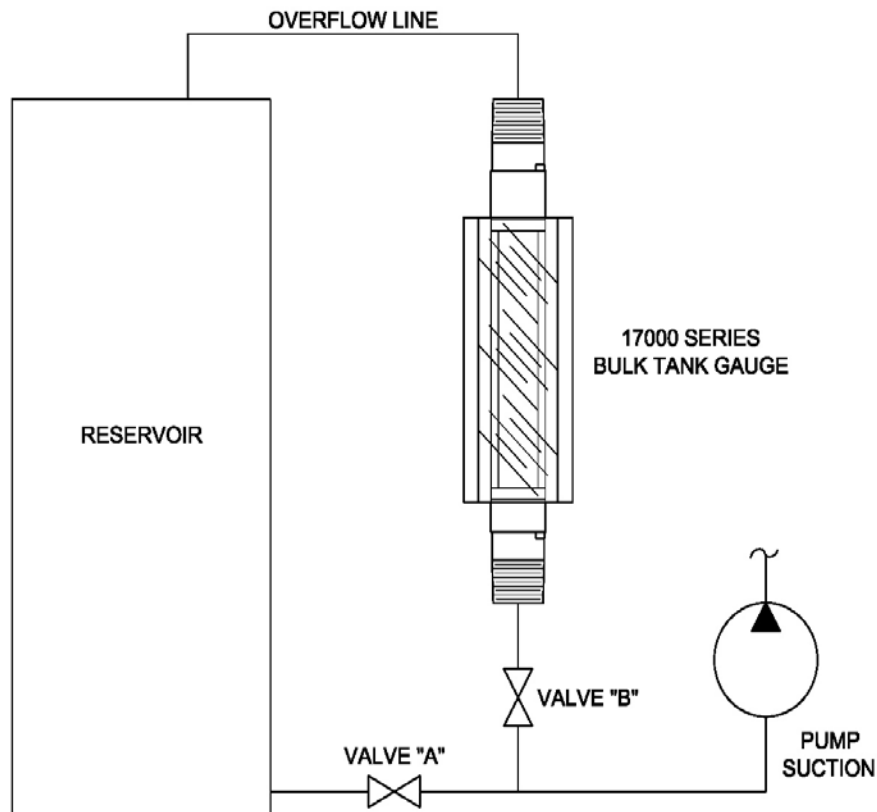 OVERFLOW LINE
17000 SERIES
BULK TANK GAUGE
RESERVOIR
VALVE "B"
VALVE "A"
PUMP
SUCTION